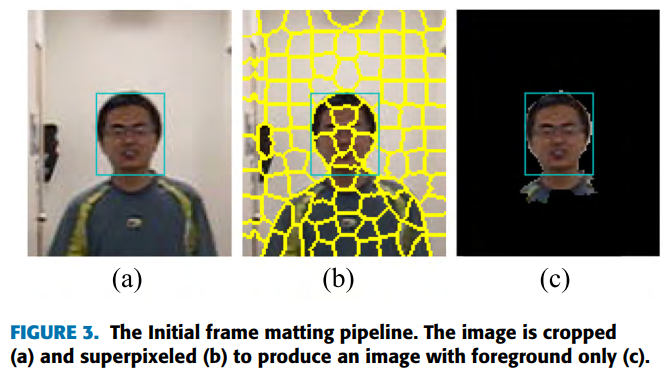 (a) (b) (c)
FIGURE 3. The Initial frame matting pipeline. The image is cropped
(a) and superpixeled (b) to produce an image with foreground only (c).